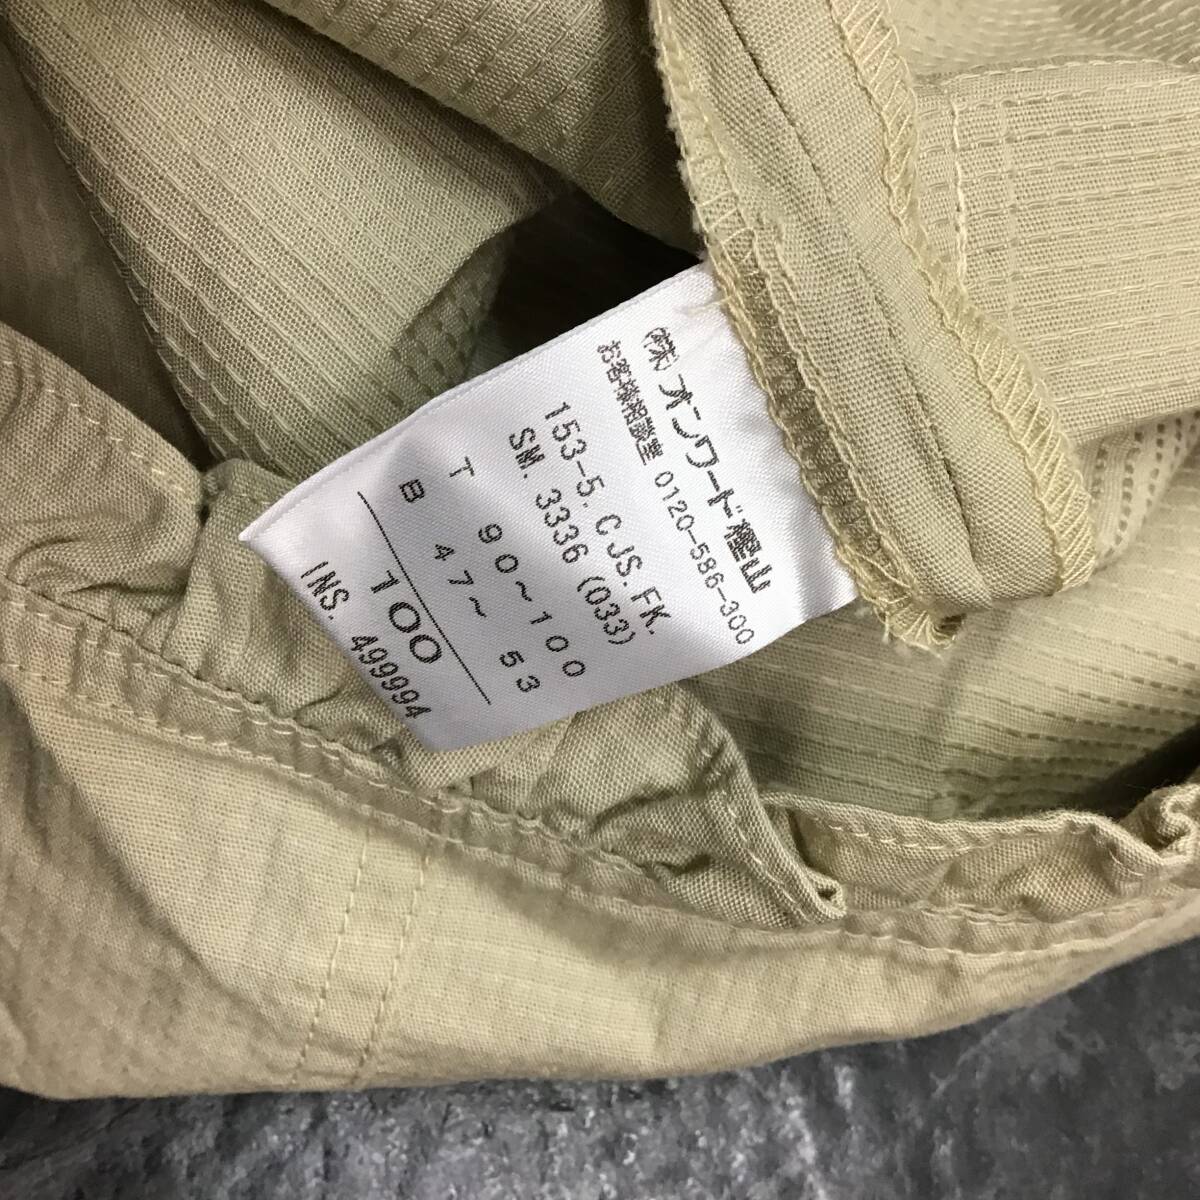 ㈱オンワード樫山
お客様相談室 0120-586-300
153-5. CJS. FK.
SM. 3336 (033)
T 90～100
B 47～ 53
100
INS. 499994